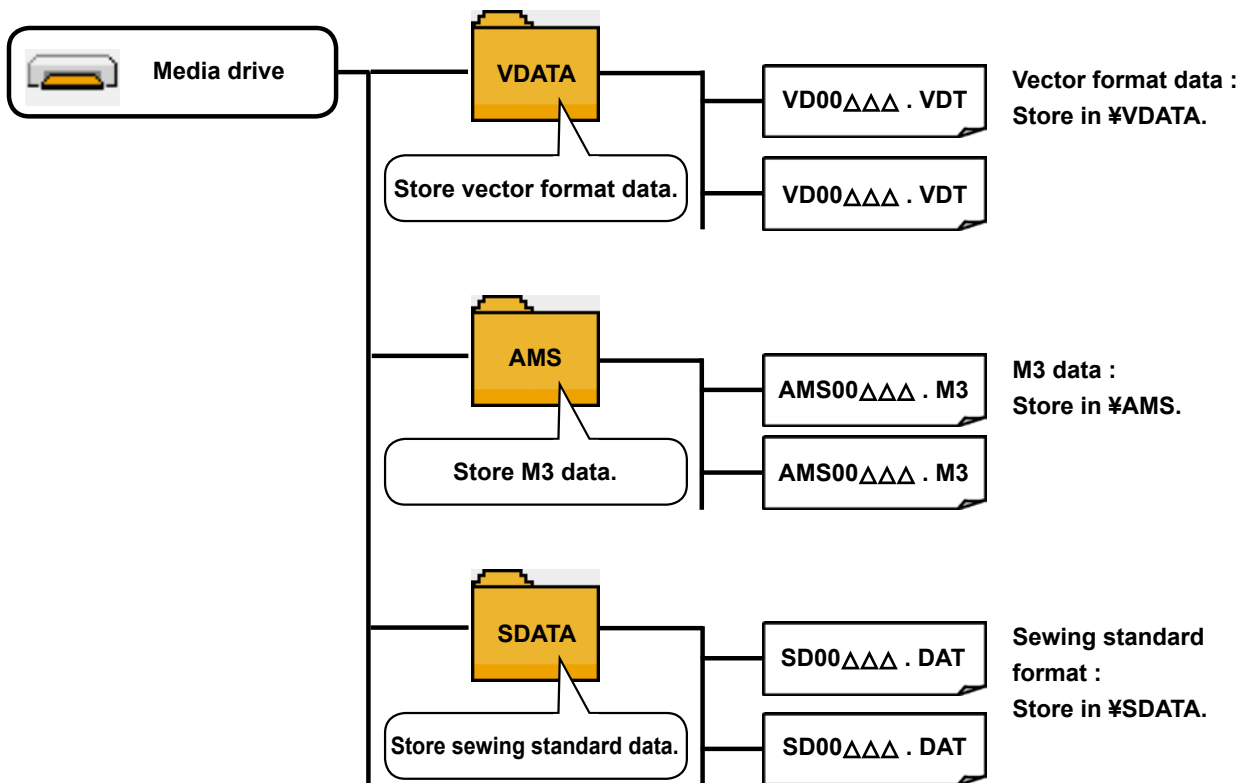 Media drive
VDATA
Store vector format data.
VD00△△△ . VDT
VD00△△△ . VDT
Vector format data :
Store in ¥VDATA.
AMS
Store M3 data.
AMS00△△△ . M3
AMS00△△△ . M3
M3 data :
Store in ¥AMS.
SDATA
Store sewing standard data.
SD00△△△ . DAT
SD00△△△ . DAT
Sewing standard
format :
Store in ¥SDATA.